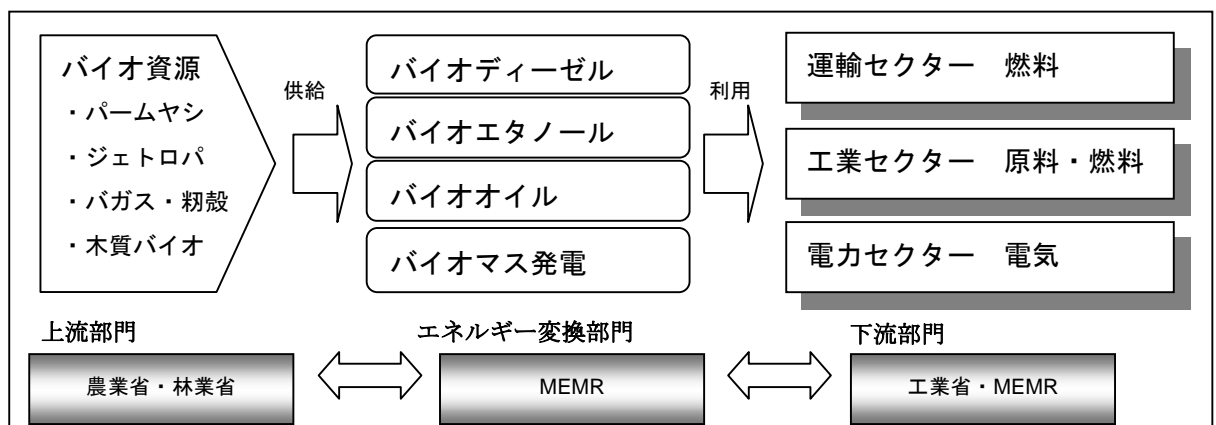 バイオ資源
・パームヤシ
・ジェトロパ
・バガス・籾殻
・木質バイオ
供給
バイオディーゼル
バイオエタノール
バイオオイル
バイオマス発電
利用
運輸セクター 燃料
工業セクター 原料・燃料
電力セクター 電気
上流部門
エネルギー変換部門
下流部門
農業省・林業省
MEMR
工業省・MEMR